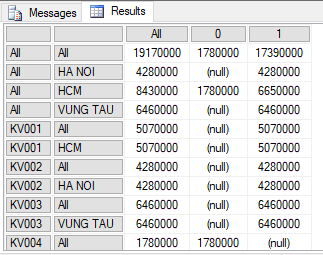 Messages Results
All 0 1
All All 19170000 1780000 17390000
All HA NOI 4280000 (null) 4280000
All HCM 8430000 1780000 6650000
All VUNG TAU 6460000 (null) 6460000
KV001 All 5070000 (null) 5070000
KV001 HCM 5070000 (null) 5070000
KV002 All 4280000 (null) 4280000
KV002 HA NOI 4280000 (null) 4280000
KV003 All 6460000 (null) 6460000
KV003 VUNG TAU 6460000 (null) 6460000
KV004 All 1780000 1780000 (null)